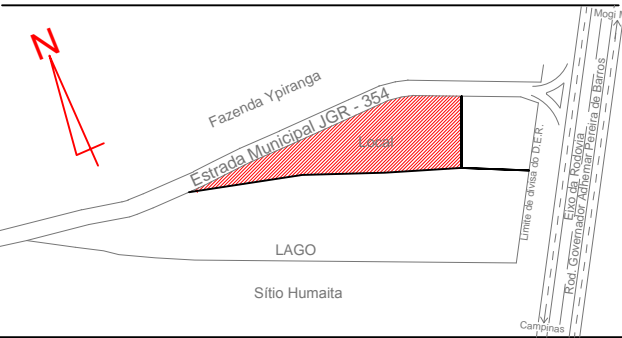 N
Mogi M
Fazenda Ypiranga
Estrada Municipal JGR - 354
Local
Limite de divisa do D.E.R.
Eixo da Rodovia
Rod. Governador Adhemar Pereira de Barros
LAGO
Sítio Humaita
Campinas